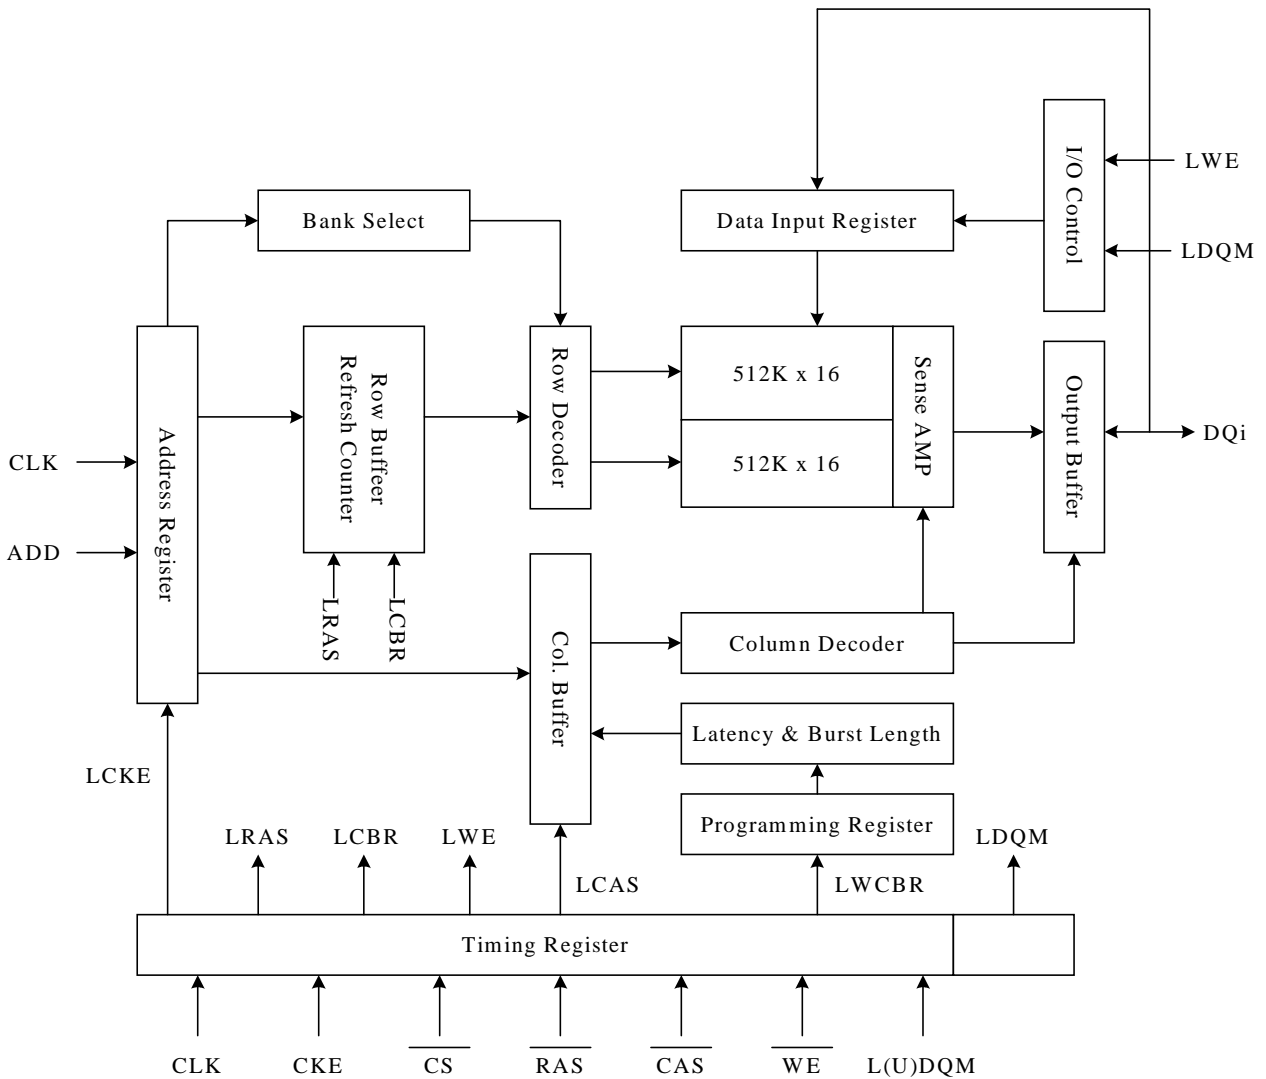 I/O Control
LWE
LDQM
Bank Select
Data Input Register
Address Register
Row Buffeer
Refresh Counter
Row Decoder
512K x 16
512K x 16
Sense AMP
Output Buffer
DQi
CLK
ADD
LRAS
LCBR
Col. Buffer
Column Decoder
Latency & Burst Length
Programming Register
LCKE
LRAS
LCBR
LWE
LCAS
LWCBR
LDQM
Timing Register
CLK
CKE
CS
RAS
CAS
WE
L(U)DQM